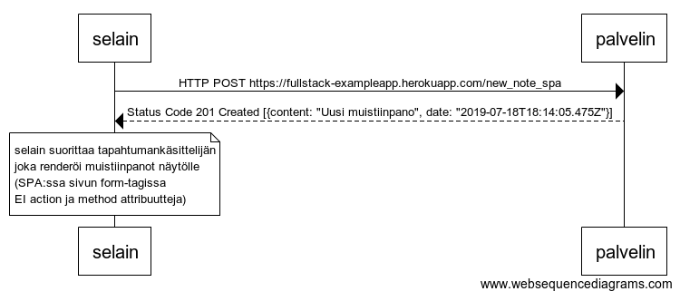 selain
palvelin
HTTP POST https://fullstack-exampleapp.herokuapp.com/new_note_spa
Status Code 201 Created [{content: "Uusi muistiinpano", date: "2019-07-18T18:14:05.475Z"}]
selain suorittaa tapahtumankäsittelijän
joka renderöi muistiinpanot näytölle
(SPA:ssa sivun form-tagissa
EI action ja method attribuutteja)
selain
palvelin
www.websequencediagrams.com